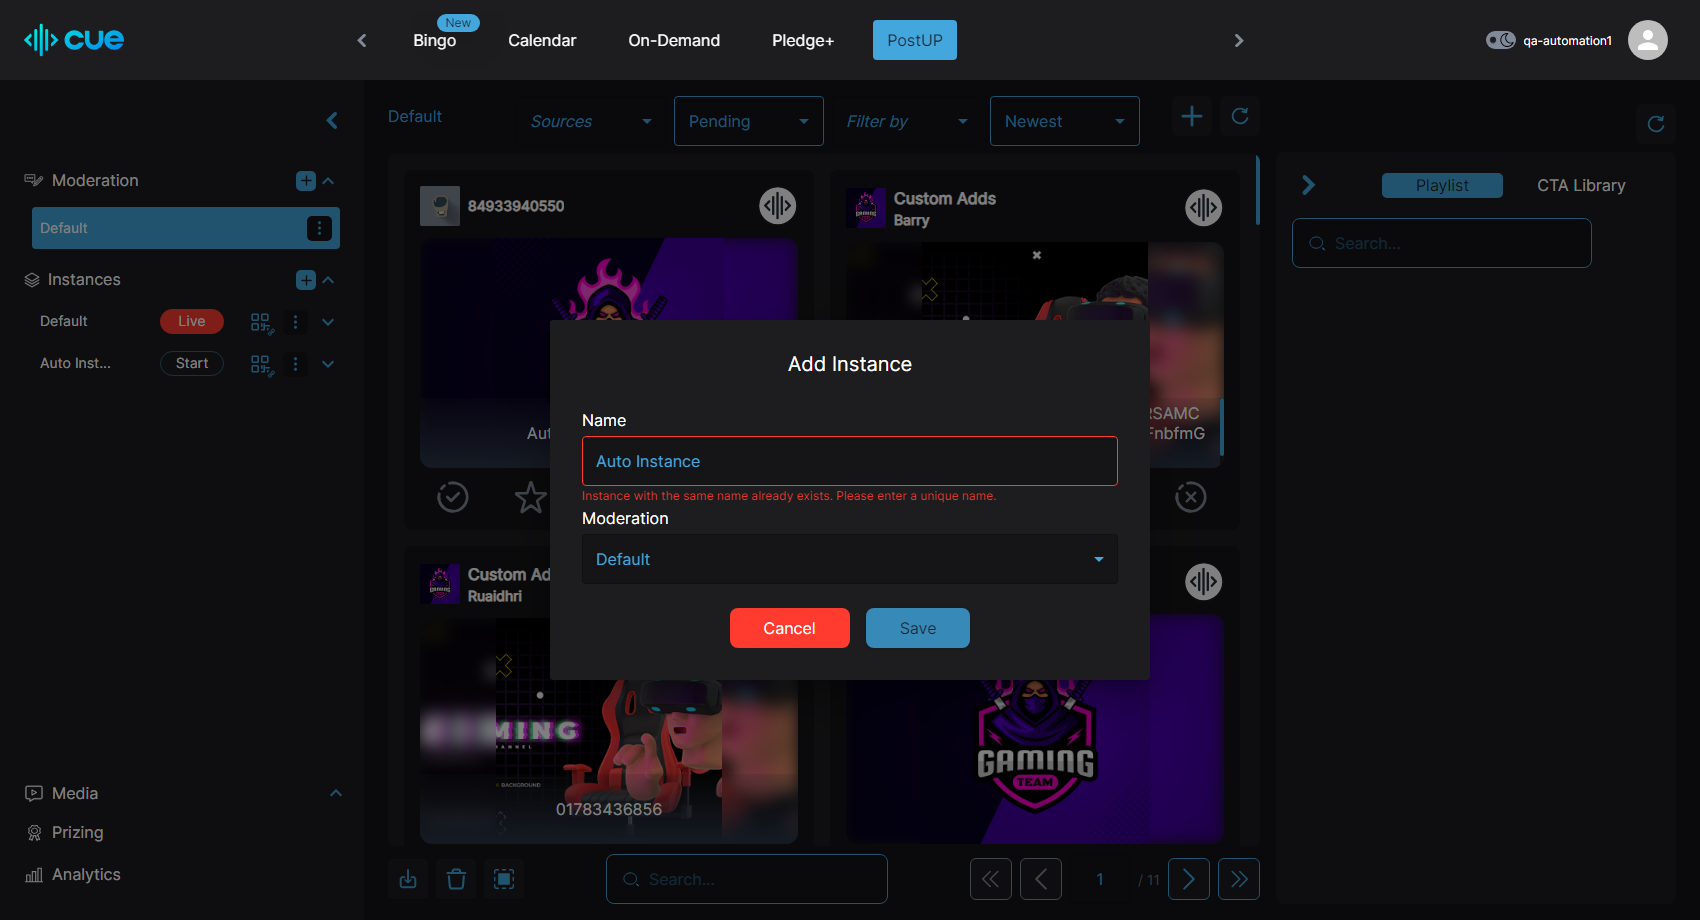 cue
New
Bingo
Calendar
On-Demand
Pledge+
PostUP
qa-automation1
Moderation
Default
Instances
Default
Live
Auto Inst...
Start
Media
Prizing
Analytics
Default
Sources
Pending
Filter by
Newest
84933940550
Aut
Custom Adds
Barry
RSAMC
FnbfmG
Custom Ad
Ruaidhri
BACKGROUND
01783436856
GAMING
TEAM
Add Instance
Name
Auto Instance
Instance with the same name already exists. Please enter a unique name.
Moderation
Default
Cancel
Save
Search...
1
/ 11
Playlist
CTA Library
Search...